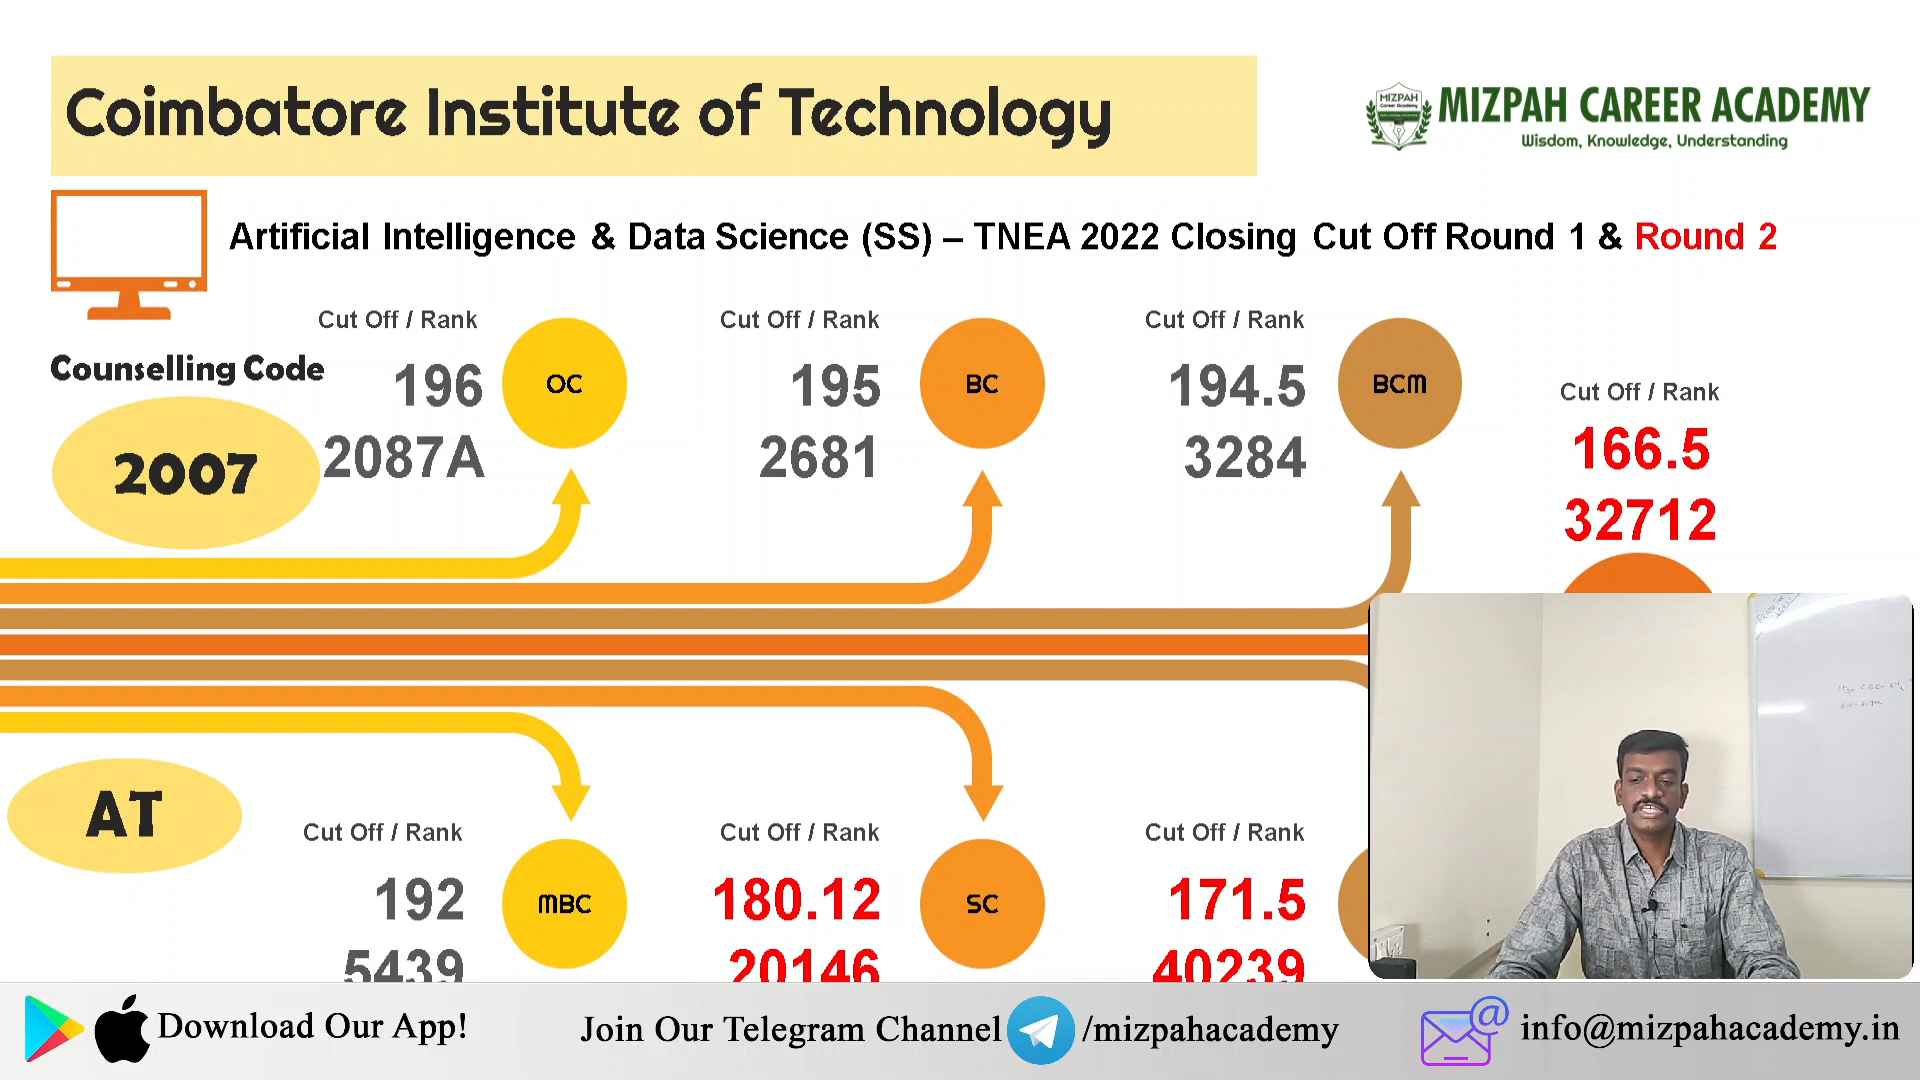 Coimbatore Institute of Technology
MIZPAH
Career Academy
MIZPAH CAREER ACADEMY
Wisdom, Knowledge, Understanding
Artificial Intelligence & Data Science (SS) – TNEA 2022 Closing Cut Off Round 1 & Round 2
Counselling Code
2007
Cut Off / Rank
196
2087A
OC
Cut Off / Rank
195
2681
BC
Cut Off / Rank
194.5
3284
BCM
Cut Off / Rank
166.5
32712
AT
Cut Off / Rank
192
5439
MBC
Cut Off / Rank
180.12
20146
SC
Cut Off / Rank
171.5
40239
Download Our App!
Join Our Telegram Channel /mizpahacademy
@ info@mizpahacademy.in